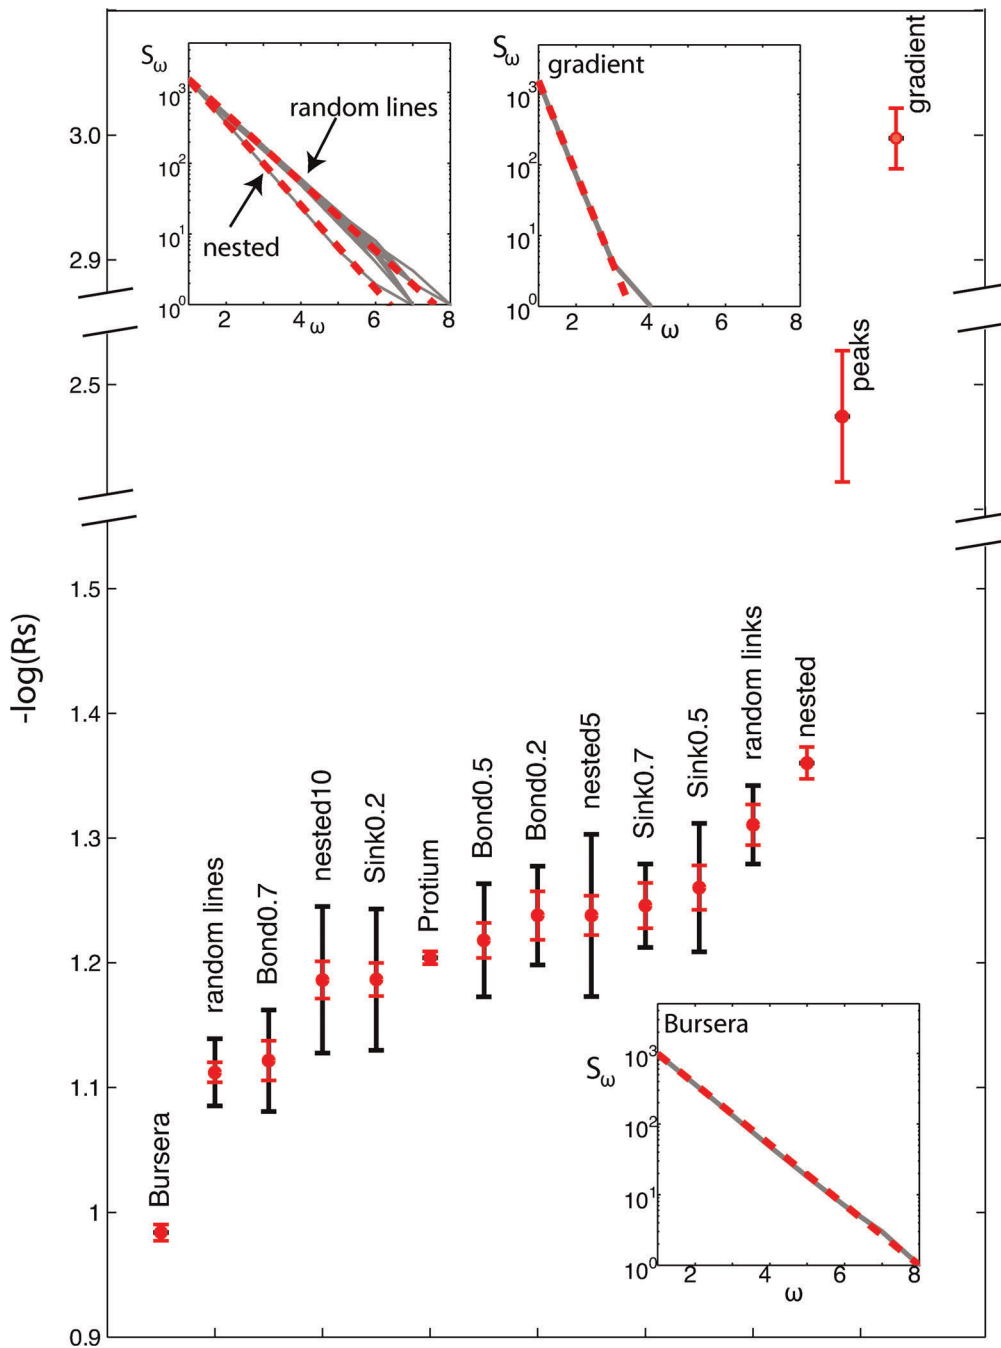 Sω
10³
10²
10¹
10⁰
2
4
ω
6
8
random lines
nested
Sω
gradient
10³
10²
10¹
10⁰
2
4
ω
6
8
gradient
3.0
2.9
peaks
2.5
1.5
1.4
1.3
1.2
1.1
1
0.9
-log(Rs)
Bursera
random lines
Bond0.7
nested10
Sink0.2
Protium
Bond0.5
Bond0.2
nested5
Sink0.7
Sink0.5
random links
nested
Bursera
Sω
10³
10²
10¹
10⁰
2
4
6
8
ω